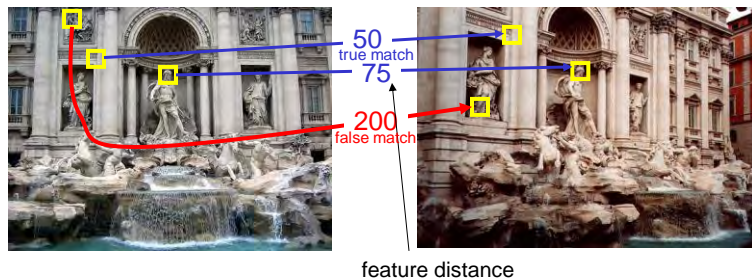 50
true match
75
200
false match
feature distance